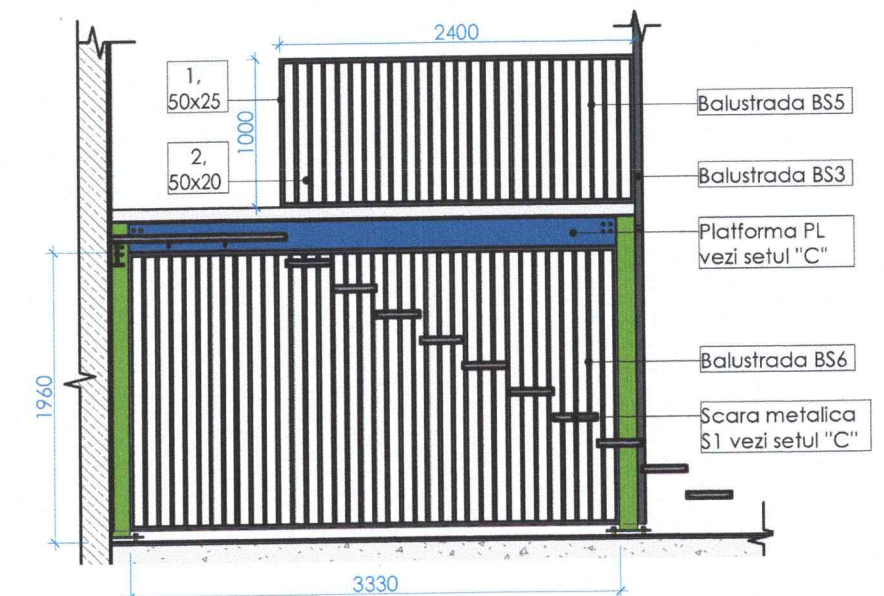 2400
1,
50x25
1000
2,
50x20
Balustrada BS5
Balustrada BS3
Platforma PL
vezi setul "C"
1960
Balustrada BS6
Scara metalica
S1 vezi setul "C"
3330